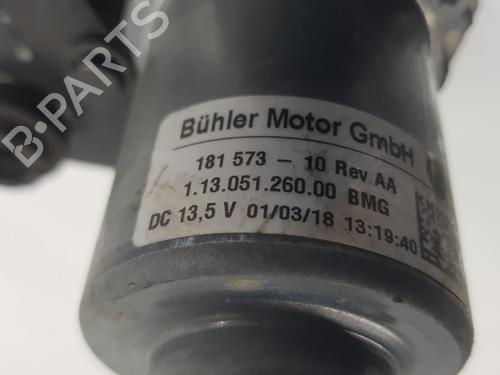 B-PARTS
Bühler Motor GmbH
181 573 - 10 Rev AA
1.13.051.260.00 BMG
DC 13,5 V 01/03/18 13:19:40